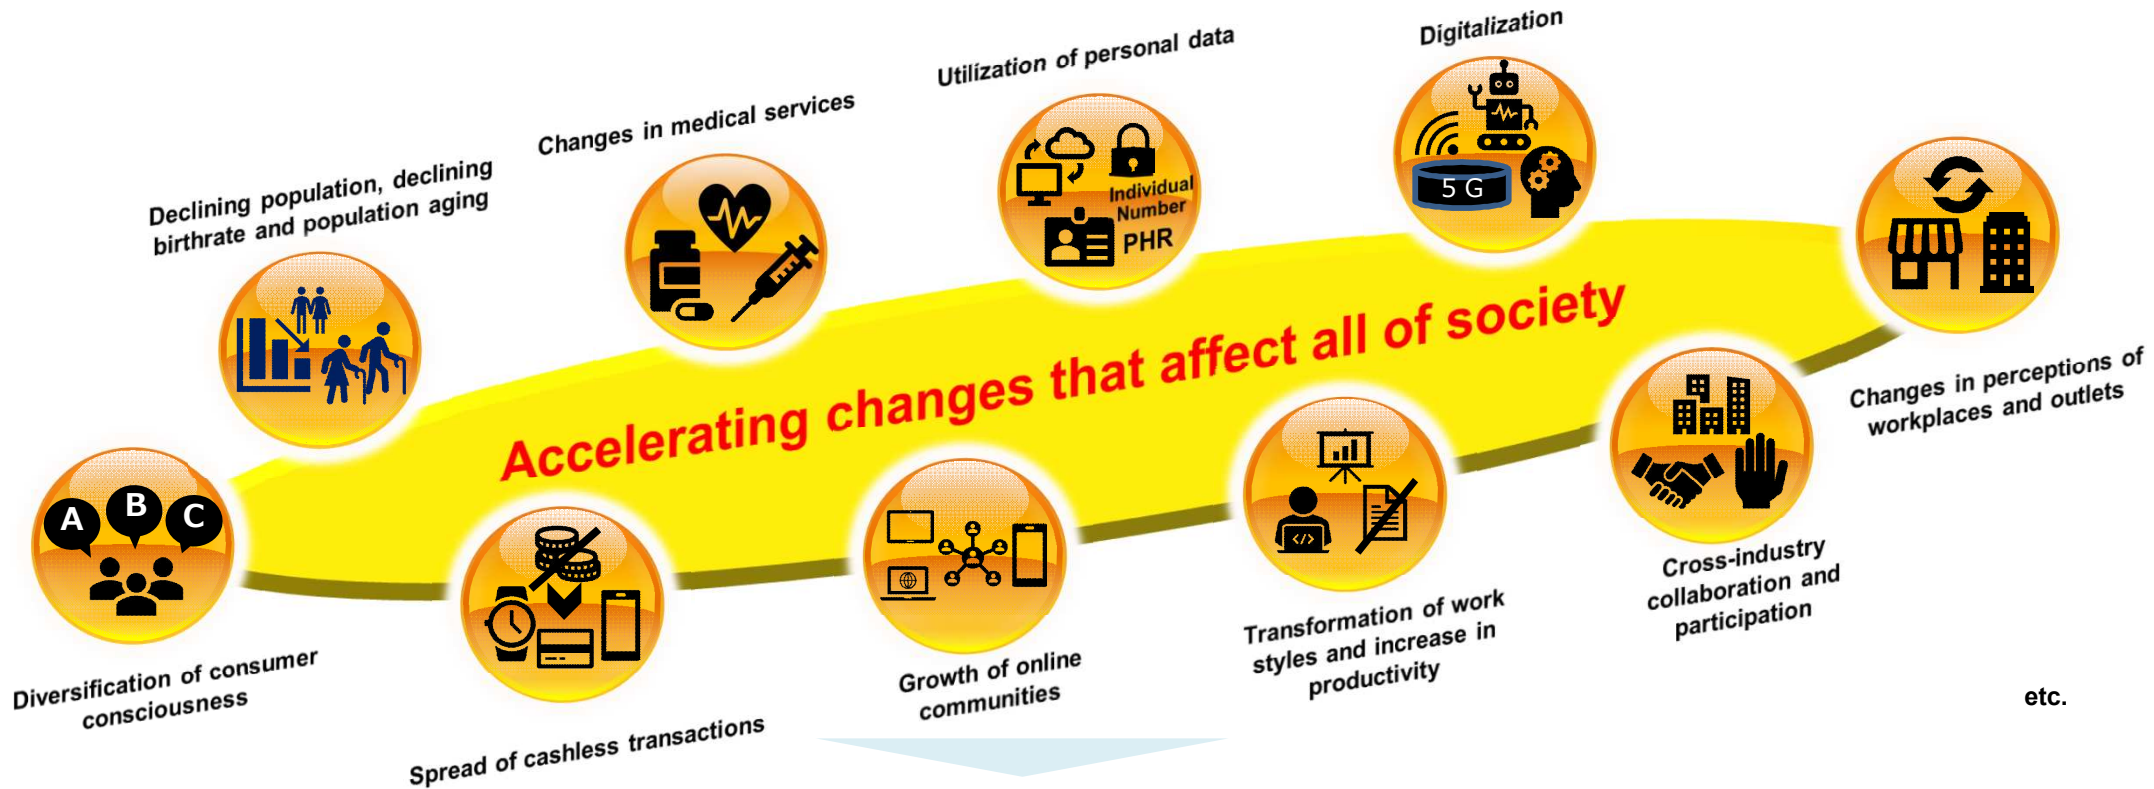 Digitalization
Utilization of personal data
Changes in medical services
Declining population, declining
birthrate and population aging
Individual
Number
PHR
5 G
Accelerating changes that affect all of society
Changes in perceptions of
workplaces and outlets
A
B
C
</>
Diversification of consumer
consciousness
Spread of cashless transactions
Growth of online
communities
Transformation of work
styles and increase in
productivity
Cross-industry
collaboration and
participation
etc.